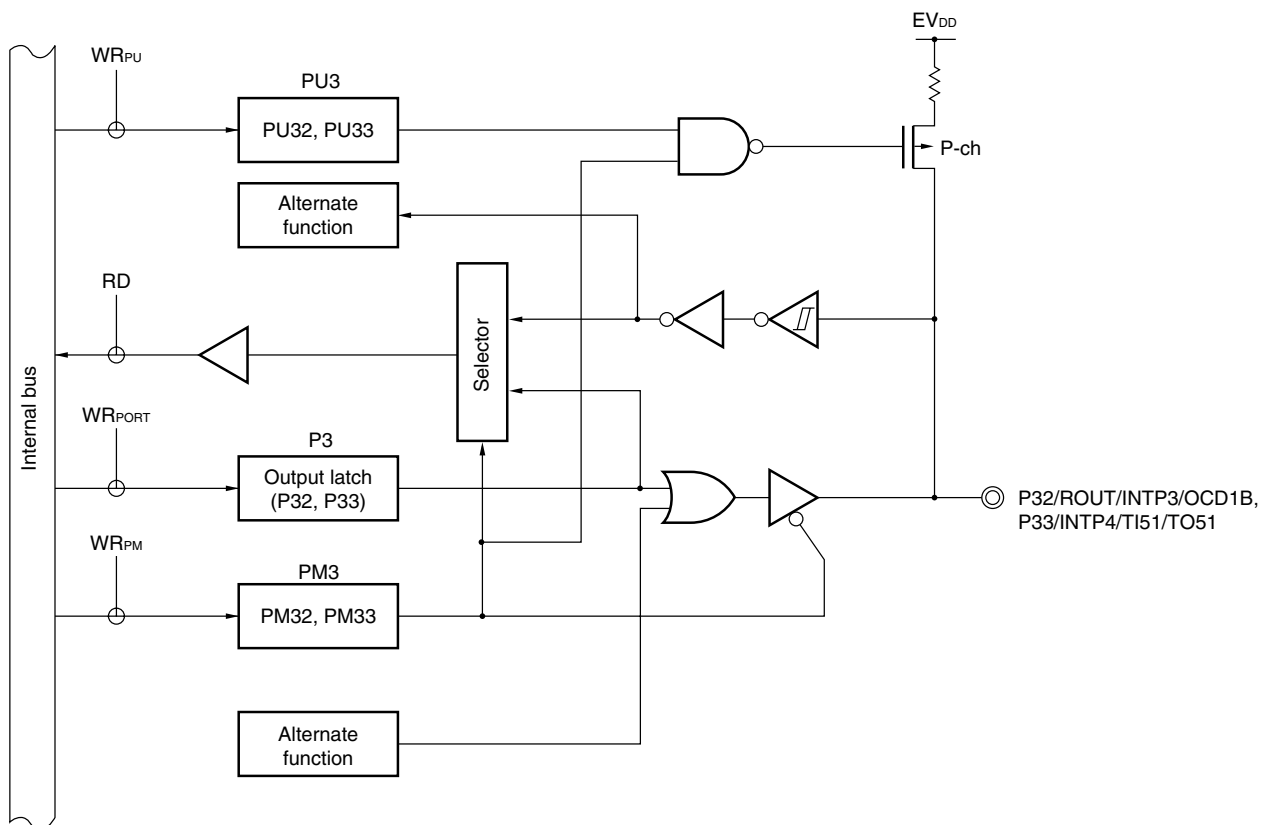 EVDD
WRPU
PU3
PU32, PU33
P-ch
Alternate
function
RD
Selector
Internal bus
WRPORT
P3
Output latch
(P32, P33)
P32/ROUT/INTP3/OCD1B,
P33/INTP4/TI51/TO51
WRPM
PM3
PM32, PM33
Alternate
function